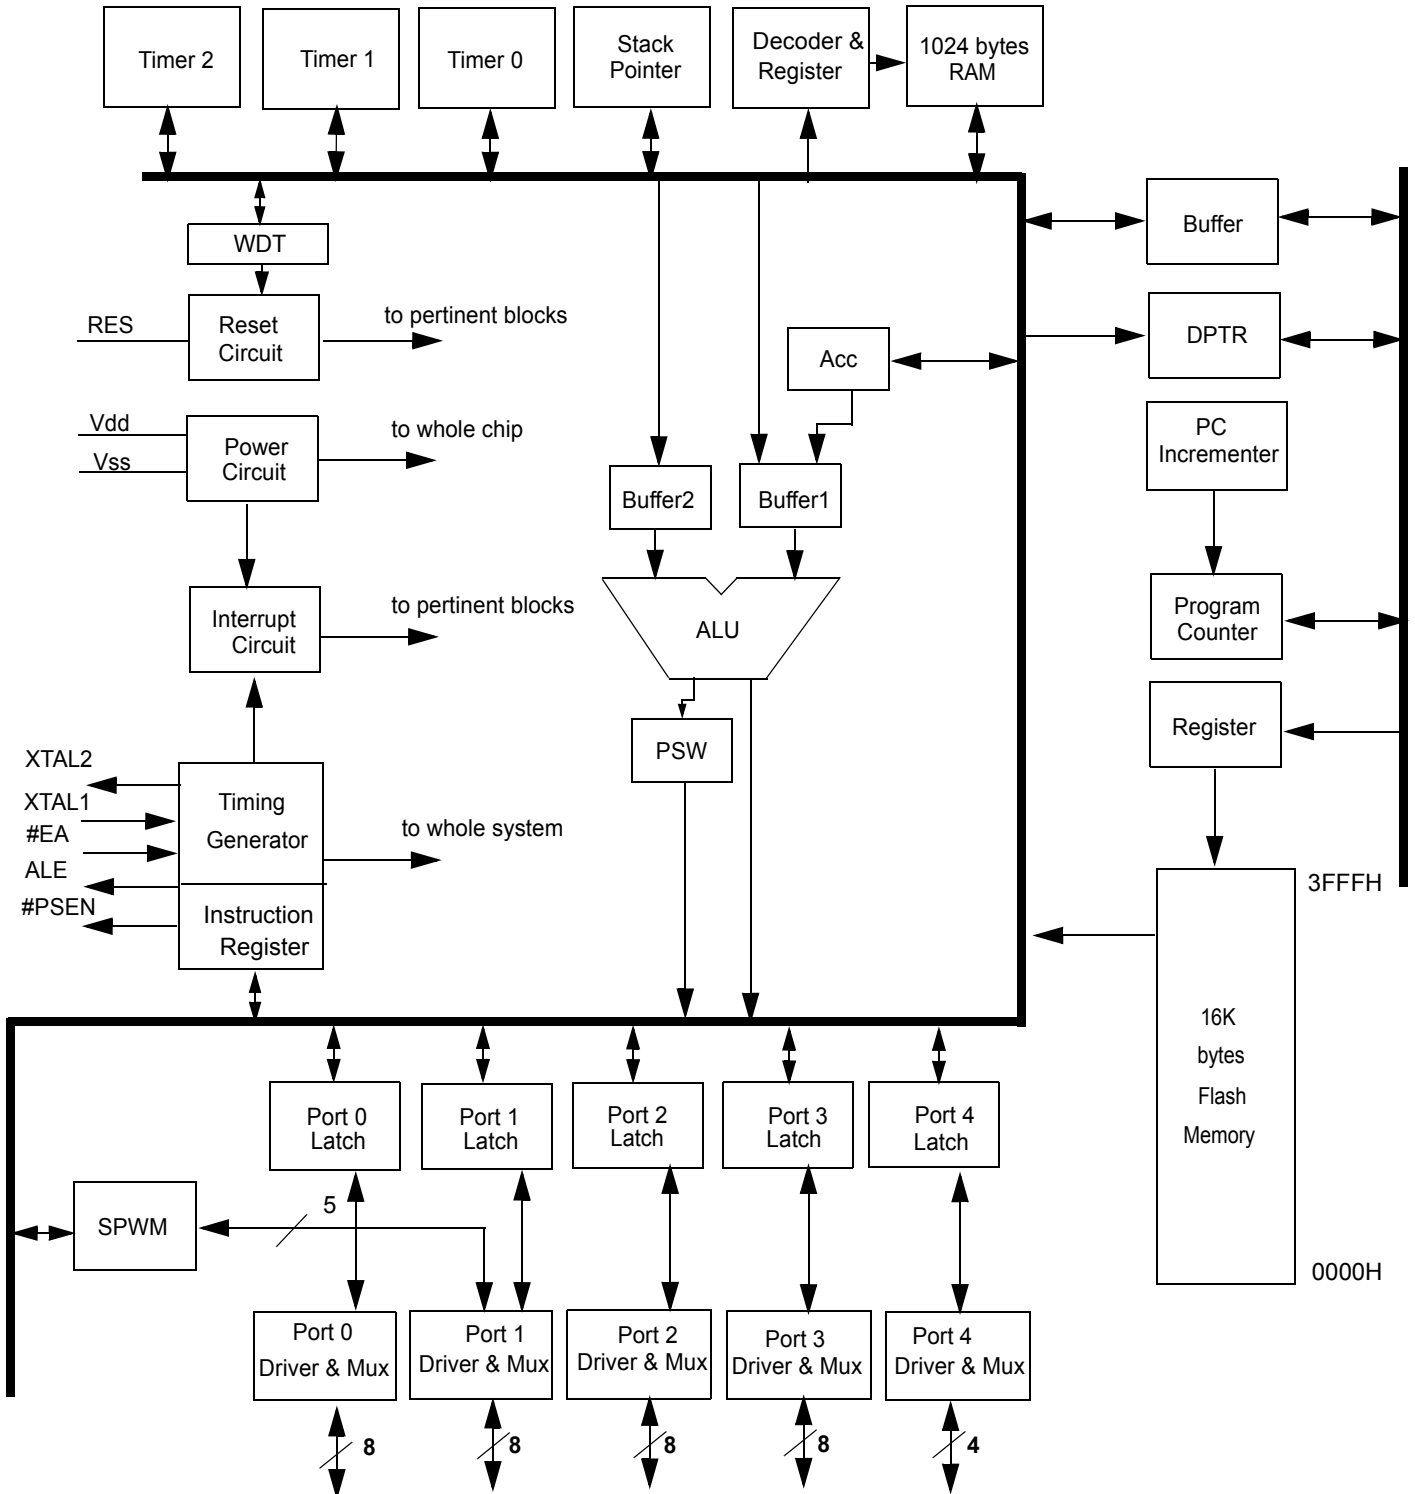 Timer 2
Timer 1
Timer 0
Stack
Pointer
Decoder &
Register
1024 bytes
RAM
WDT
Buffer
RES
Reset
Circuit
to pertinent blocks
DPTR
Acc
Vdd
Vss
Power
Circuit
to whole chip
PC
Incrementer
Buffer2
Buffer1
Interrupt
Circuit
to pertinent blocks
ALU
Program
Counter
PSW
Register
XTAL2
XTAL1
#EA
ALE
#PSEN
Timing
Generator
to whole system
Instruction
Register
3FFFH
16K
bytes
Flash
Memory
0000H
Port 0
Latch
Port 1
Latch
Port 2
Latch
Port 3
Latch
Port 4
Latch
SPWM
5
Port 0
Driver & Mux
Port 1
Driver & Mux
Port 2
Driver & Mux
Port 3
Driver & Mux
Port 4
Driver & Mux
8
8
8
8
4